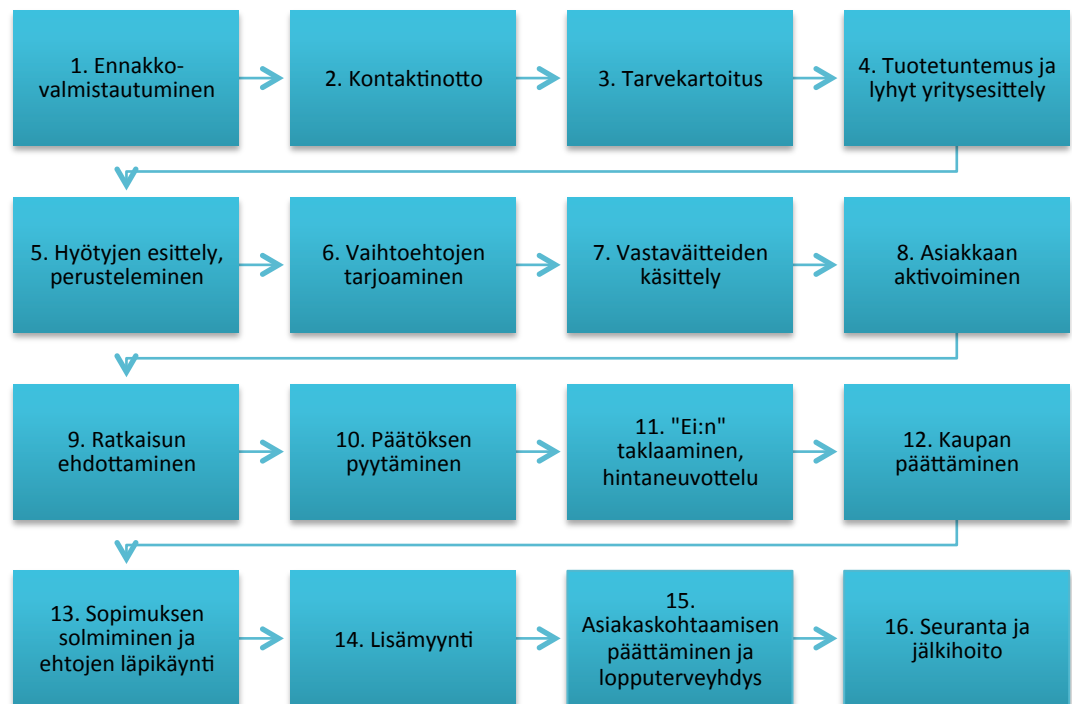 1. Ennakko-
valmistautuminen
2. Kontaktinotto
3. Tarvekartoitus
4. Tuotetuntemus ja
lyhyt yritysesittely
5. Hyötyjen esittely,
perusteleminen
6. Vaihtoehtojen
tarjoaminen
7. Vastaväitteiden
käsittely
8. Asiakkaan
aktivoiminen
9. Ratkaisun
ehdottaminen
10. Päätöksen
pyytäminen
11. "Ei:n"
taklaaminen,
hintaneuvottelu
12. Kaupan
päättäminen
13. Sopimuksen
solmiminen ja
ehtojen läpikäynti
14. Lisämyynti
15.
Asiakaskohtaamisen
päättäminen ja
lopputerveyhdys
16. Seuranta ja
jälkihoito